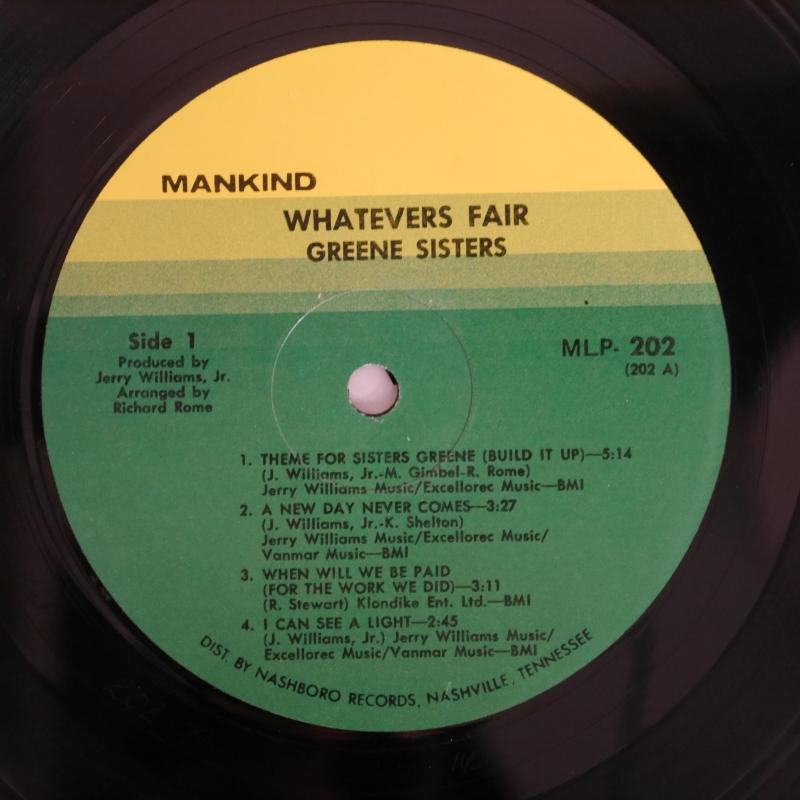 MANKIND
WHATEVERS FAIR
GREENE SISTERS
Side 1
Produced by
Jerry Williams, Jr.
Arranged by
Richard Rome
MLP- 202
(202 A)
1. THEME FOR SISTERS GREENE (BUILD IT UP)—5:14
(J. Williams, Jr.-M. Gimbel-R. Rome)
Jerry Williams Music/Excellorec Music—BMI
2. A NEW DAY NEVER COMES—3:27
(J. Williams, Jr.-K. Shelton)
Jerry Williams Music/Excellorec Music/
Vanmar Music—BMI
3. WHEN WILL WE BE PAID
(FOR THE WORK WE DID)—3:11
(R. Stewart) Klondike Ent. Ltd.—BMI
4. I CAN SEE A LIGHT—2:45
(J. Williams, Jr.) Jerry Williams Music/
Excellorec Music/Vanmar Music—BMI
DIST. BY NASHBORO RECORDS, NASHVILLE, TENNESSEE